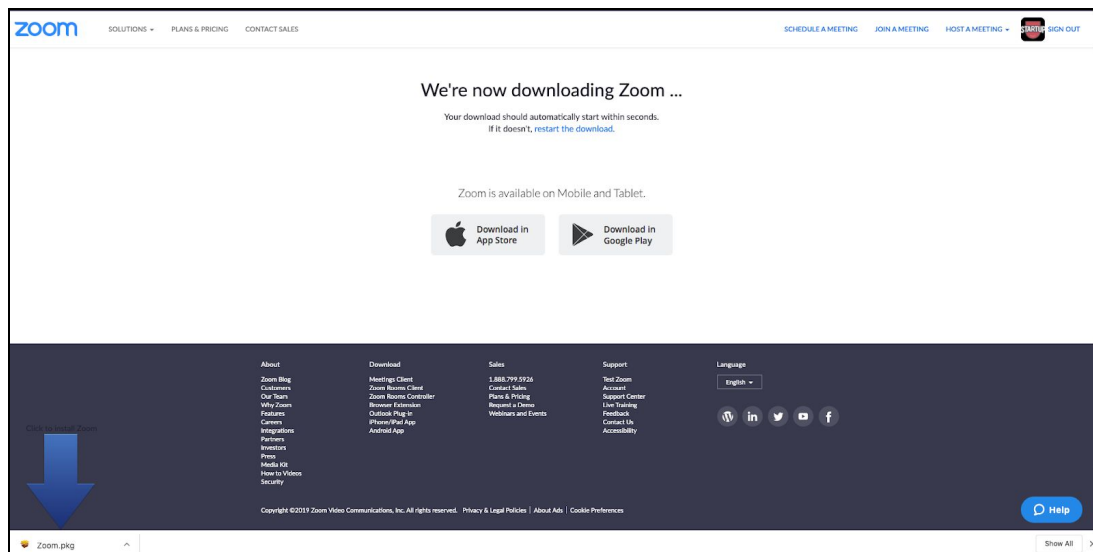 zoom
SOLUTIONS
PLANS & PRICING
CONTACT SALES
SCHEDULE A MEETING
JOIN A MEETING
HOST A MEETING
STARTUP
SIGN OUT
We're now downloading Zoom ...
Your download should automatically start within seconds.
If it doesn't, restart the download.
Zoom is available on Mobile and Tablet.
Download in
App Store
Download in
Google Play
About
Zoom Blog
Customers
Our Team
Why Zoom
Features
Careers
Integrations
Partners
Investors
Press
Media Kit
How to Videos
Security
Download
Meetings Client
Zoom Rooms Client
Zoom Rooms Controller
Browser Extension
Outlook Plug-in
iPhone/iPad App
Android App
Sales
1.888.799.5926
Contact Sales
Plans & Pricing
Request a Demo
Webinars and Events
Support
Test Zoom
Account
Support Center
Live Training
Feedback
Contact Us
Accessibility
Language
English
in
f
Click to install Zoom
Copyright ©2019 Zoom Video Communications, Inc. All rights reserved. Privacy & Legal Policies | About Ads | Cookie Preferences
Help
Zoom.pkg
Show All